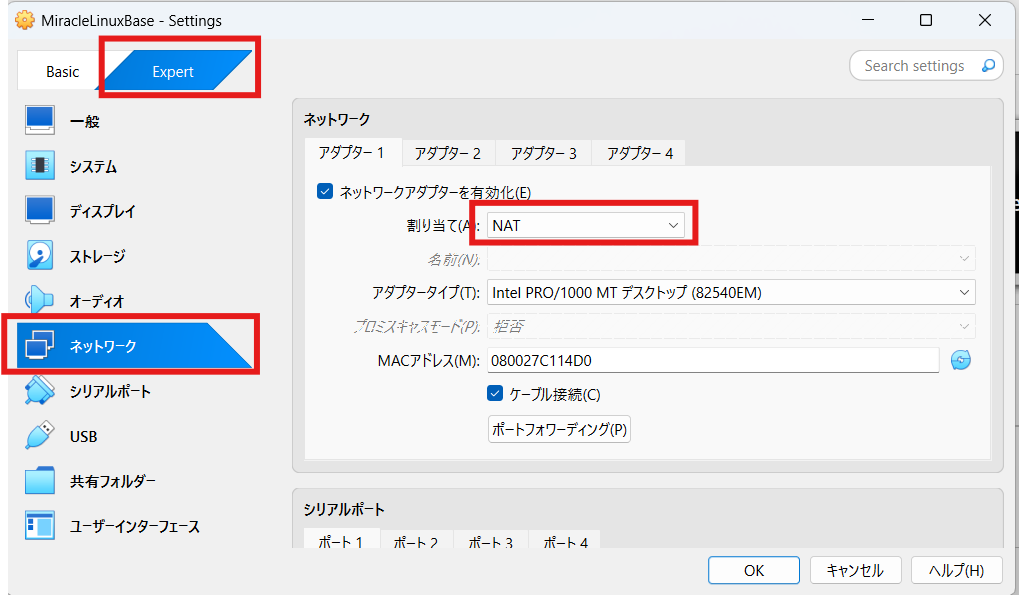 MiracleLinuxBase - Settings
Basic
Expert
Search settings
一般
システム
ディスプレイ
ストレージ
オーディオ
ネットワーク
シリアルポート
USB
共有フォルダー
ユーザーインターフェース
ネットワーク
アダプター 1
アダプター 2
アダプター 3
アダプター 4
ネットワークアダプターを有効化(E)
割り当て(A): NAT
名前(N):
アダプタータイプ(T): Intel PRO/1000 MT デスクトップ (82540EM)
プロミスキャスモード(P): 拒否
MACアドレス(M): 080027C114D0
ケーブル接続(C)
ポートフォワーディング(P)
シリアルポート
ポート 1
ポート 2
ポート 3
ポート 4
OK
キャンセル
ヘルプ(H)